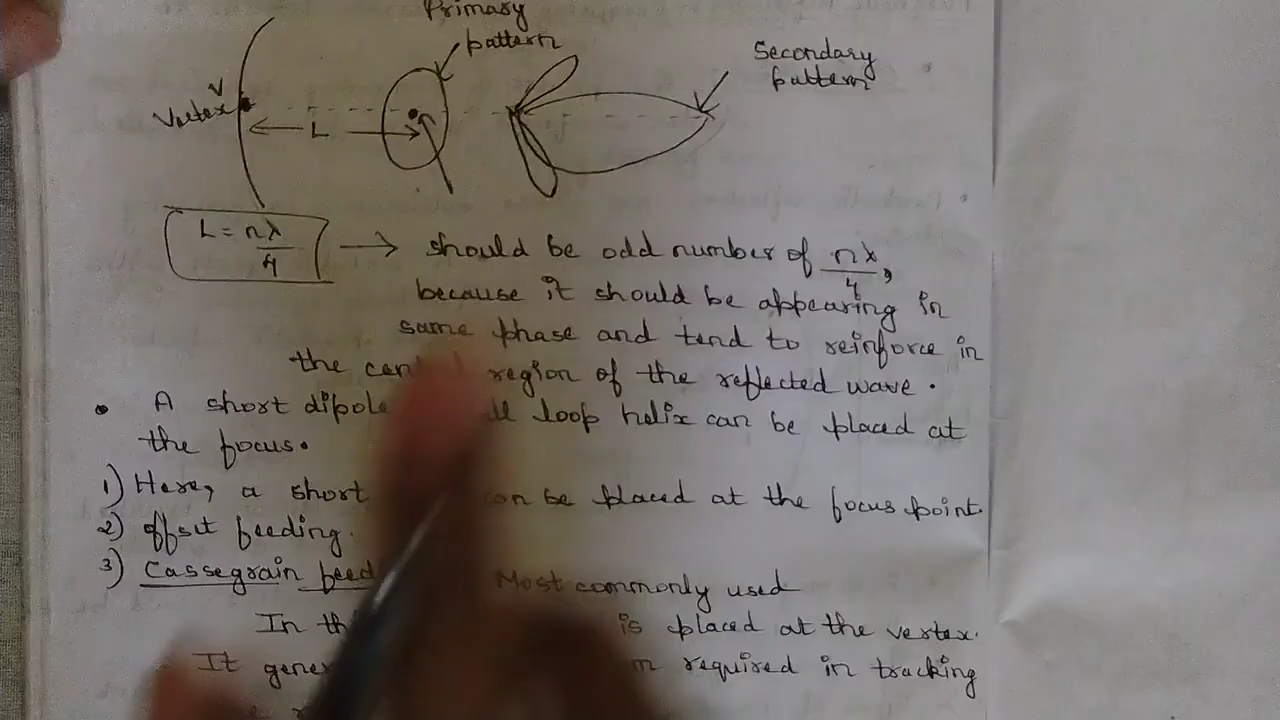 Primary
pattern
Secondary
pattern
V
Vertex
L
L = nλ/4 → should be odd number of nλ/4,
because it should be appearing in
same phase and tend to reinforce in
the region of the reflected wave.
• A short dipole loop helix can be placed at
the focus.
1) Here, a short can be placed at the focus point.
2) offset feeding.
3) Cassegrain feed Most commonly used
In is placed at the vertex.
It required in tracking